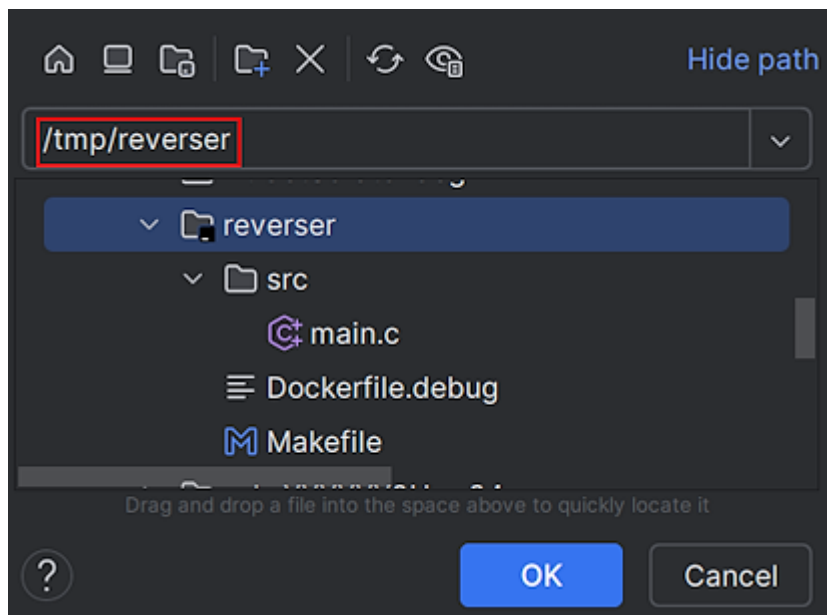 Hide path
/tmp/reverser
reverser
src
main.c
Dockerfile.debug
Makefile
Drag and drop a file into the space above to quickly locate it
?
OK
Cancel